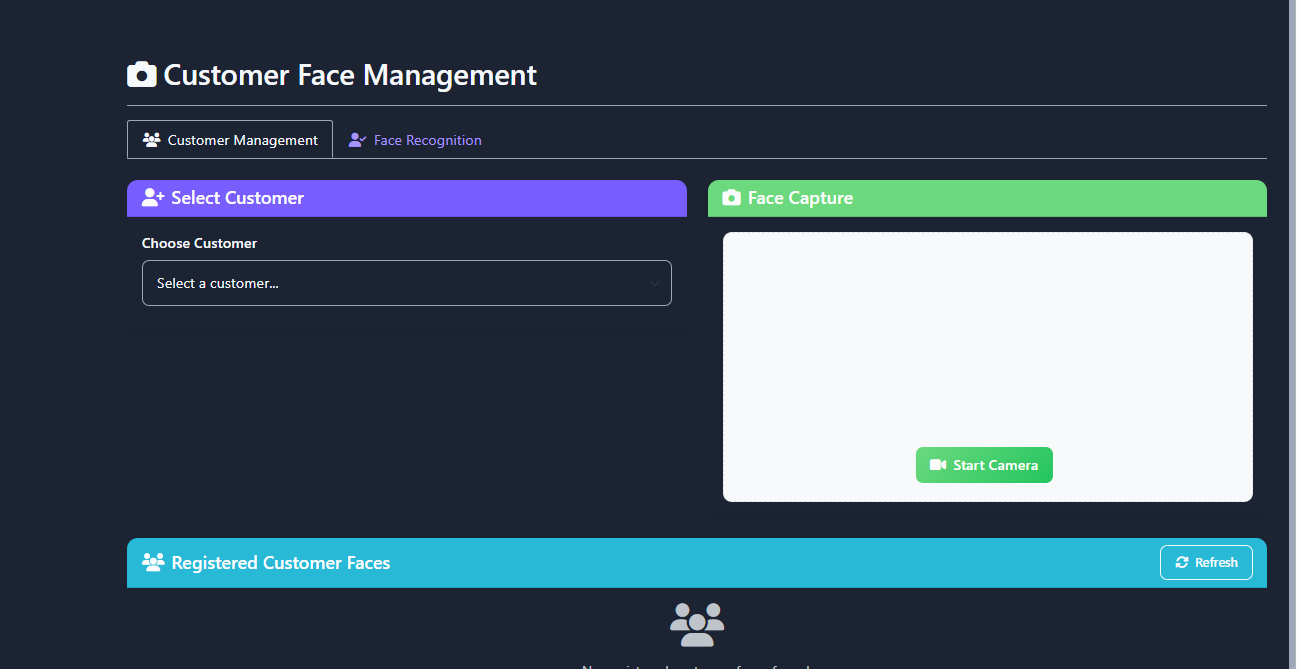 Customer Face Management
Customer Management
Face Recognition
Select Customer
Face Capture
Choose Customer
Select a customer...
Start Camera
Registered Customer Faces
Refresh